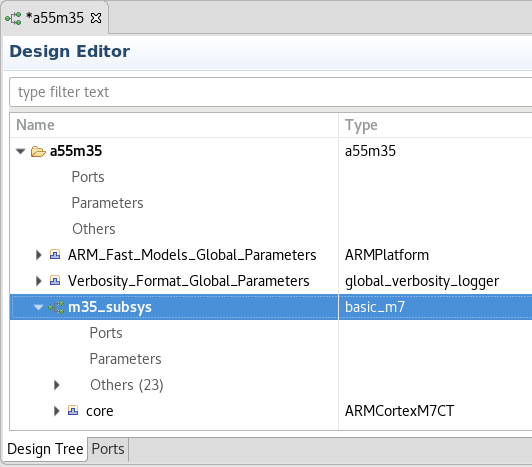 *a55m35
Design Editor
type filter text
Name Type
a55m35 a55m35
Ports
Parameters
Others
ARM_Fast_Models_Global_Parameters ARMPlatform
Verbosity_Format_Global_Parameters global_verbosity_logger
m35_subsys basic_m7
Ports
Parameters
Others (23)
core ARMCortexM7CT
Design Tree Ports